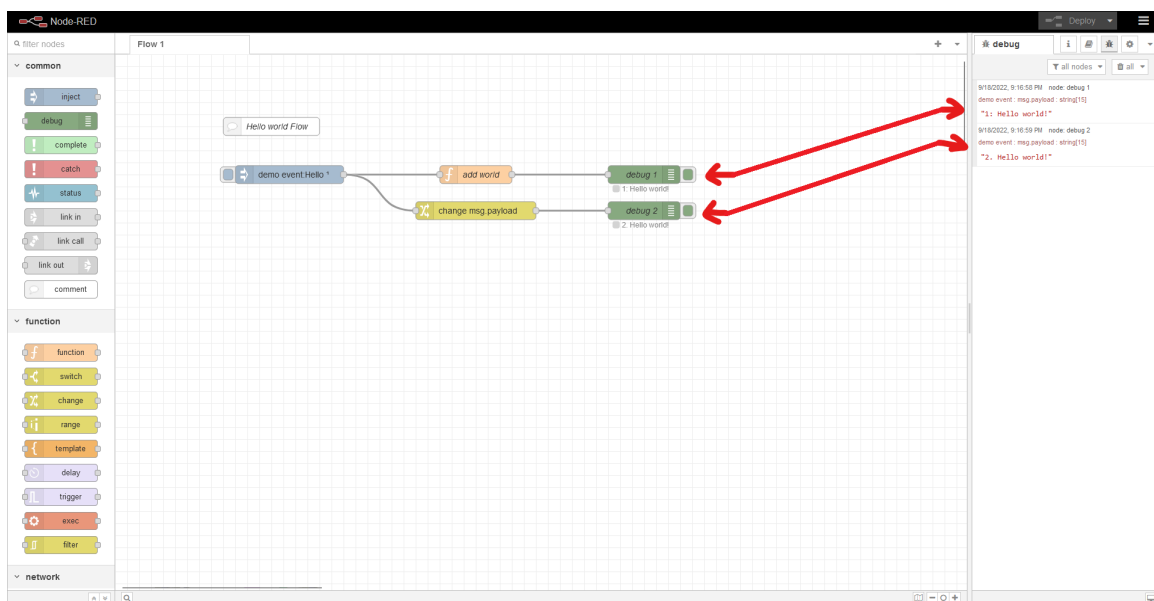 Node-RED
Deploy
filter nodes
common
inject
debug
complete
catch
status
link in
link call
link out
comment
function
function
switch
change
range
template
delay
trigger
exec
filter
network
Flow 1
Hello world Flow
demo event:Hello *
add world
debug 1
1: Hello world!
change msg.payload
debug 2
2. Hello world!
debug
i
all nodes
all
9/18/2022, 9:16:58 PM node: debug 1
demo event : msg.payload : string[15]
"1: Hello world!"
9/18/2022, 9:16:59 PM node: debug 2
demo event : msg.payload : string[15]
"2. Hello world!"